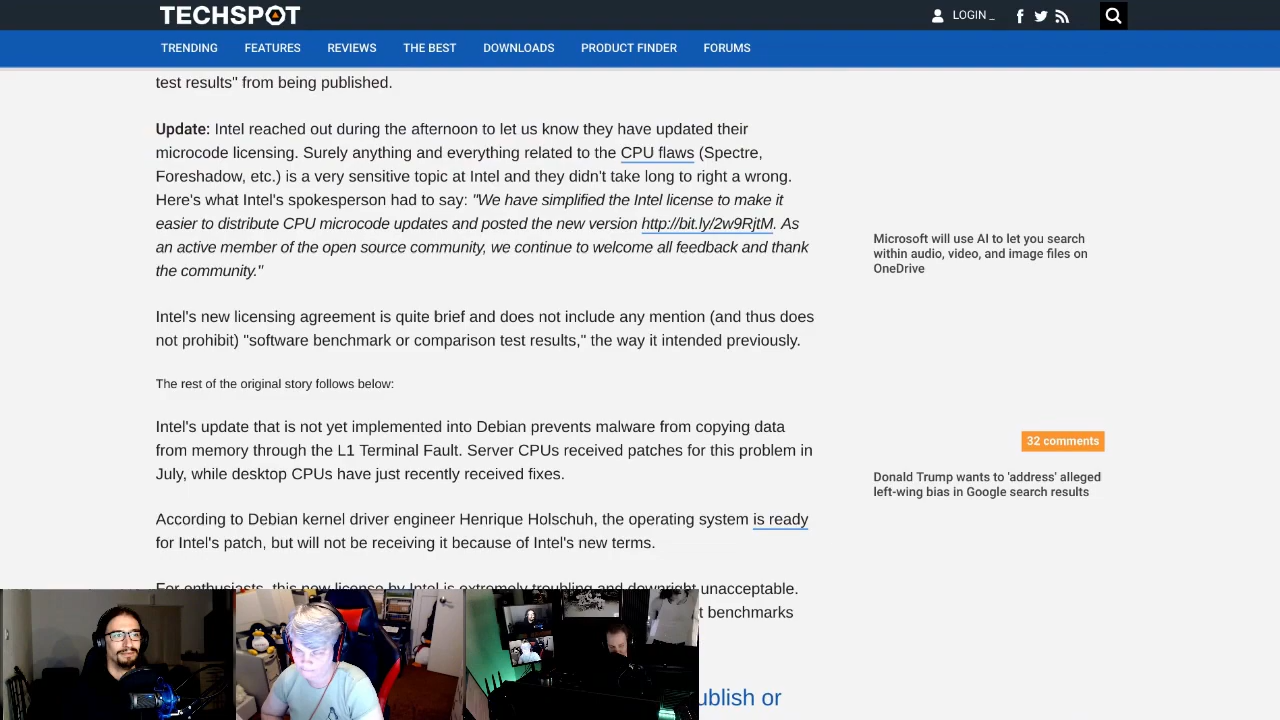 TECHSPOT
LOGIN _
TRENDING FEATURES REVIEWS THE BEST DOWNLOADS PRODUCT FINDER FORUMS
test results" from being published.
Update: Intel reached out during the afternoon to let us know they have updated their
microcode licensing. Surely anything and everything related to the CPU flaws (Spectre,
Foreshadow, etc.) is a very sensitive topic at Intel and they didn't take long to right a wrong.
Here's what Intel's spokesperson had to say: "We have simplified the Intel license to make it
easier to distribute CPU microcode updates and posted the new version http://bit.ly/2w9RjtM. As
an active member of the open source community, we continue to welcome all feedback and thank
the community."
Intel's new licensing agreement is quite brief and does not include any mention (and thus does
not prohibit) "software benchmark or comparison test results," the way it intended previously.
The rest of the original story follows below:
Intel's update that is not yet implemented into Debian prevents malware from copying data
from memory through the L1 Terminal Fault. Server CPUs received patches for this problem in
July, while desktop CPUs have just recently received fixes.
According to Debian kernel driver engineer Henrique Holschuh, the operating system is ready
for Intel's patch, but will not be receiving it because of Intel's new terms.
For enthusiasts, this new license by Intel is extremely troubling and downright unacceptable.
t benchmarks
ublish or
Microsoft will use AI to let you search
within audio, video, and image files on
OneDrive
32 comments
Donald Trump wants to 'address' alleged
left-wing bias in Google search results